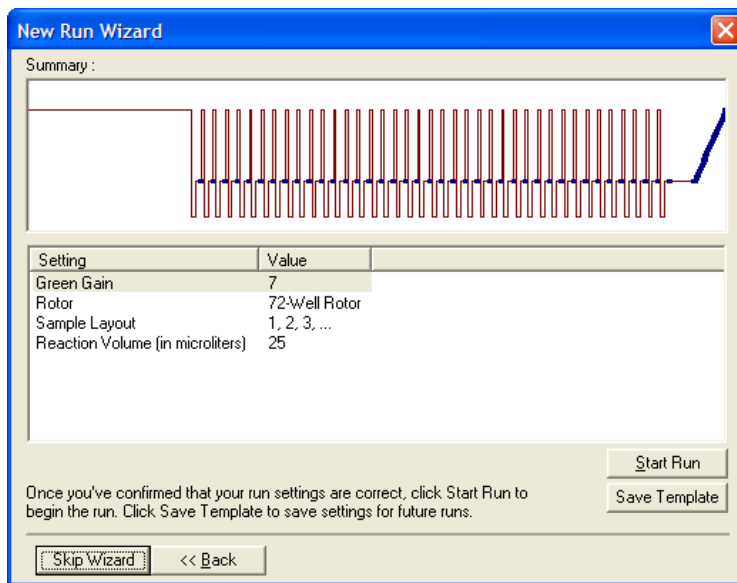 New Run Wizard
Summary :
Setting Value
Green Gain 7
Rotor 72-Well Rotor
Sample Layout 1, 2, 3, ...
Reaction Volume (in microliters) 25
Start Run
Once you've confirmed that your run settings are correct, click Start Run to
begin the run. Click Save Template to save settings for future runs.
Save Template
Skip Wizard << Back